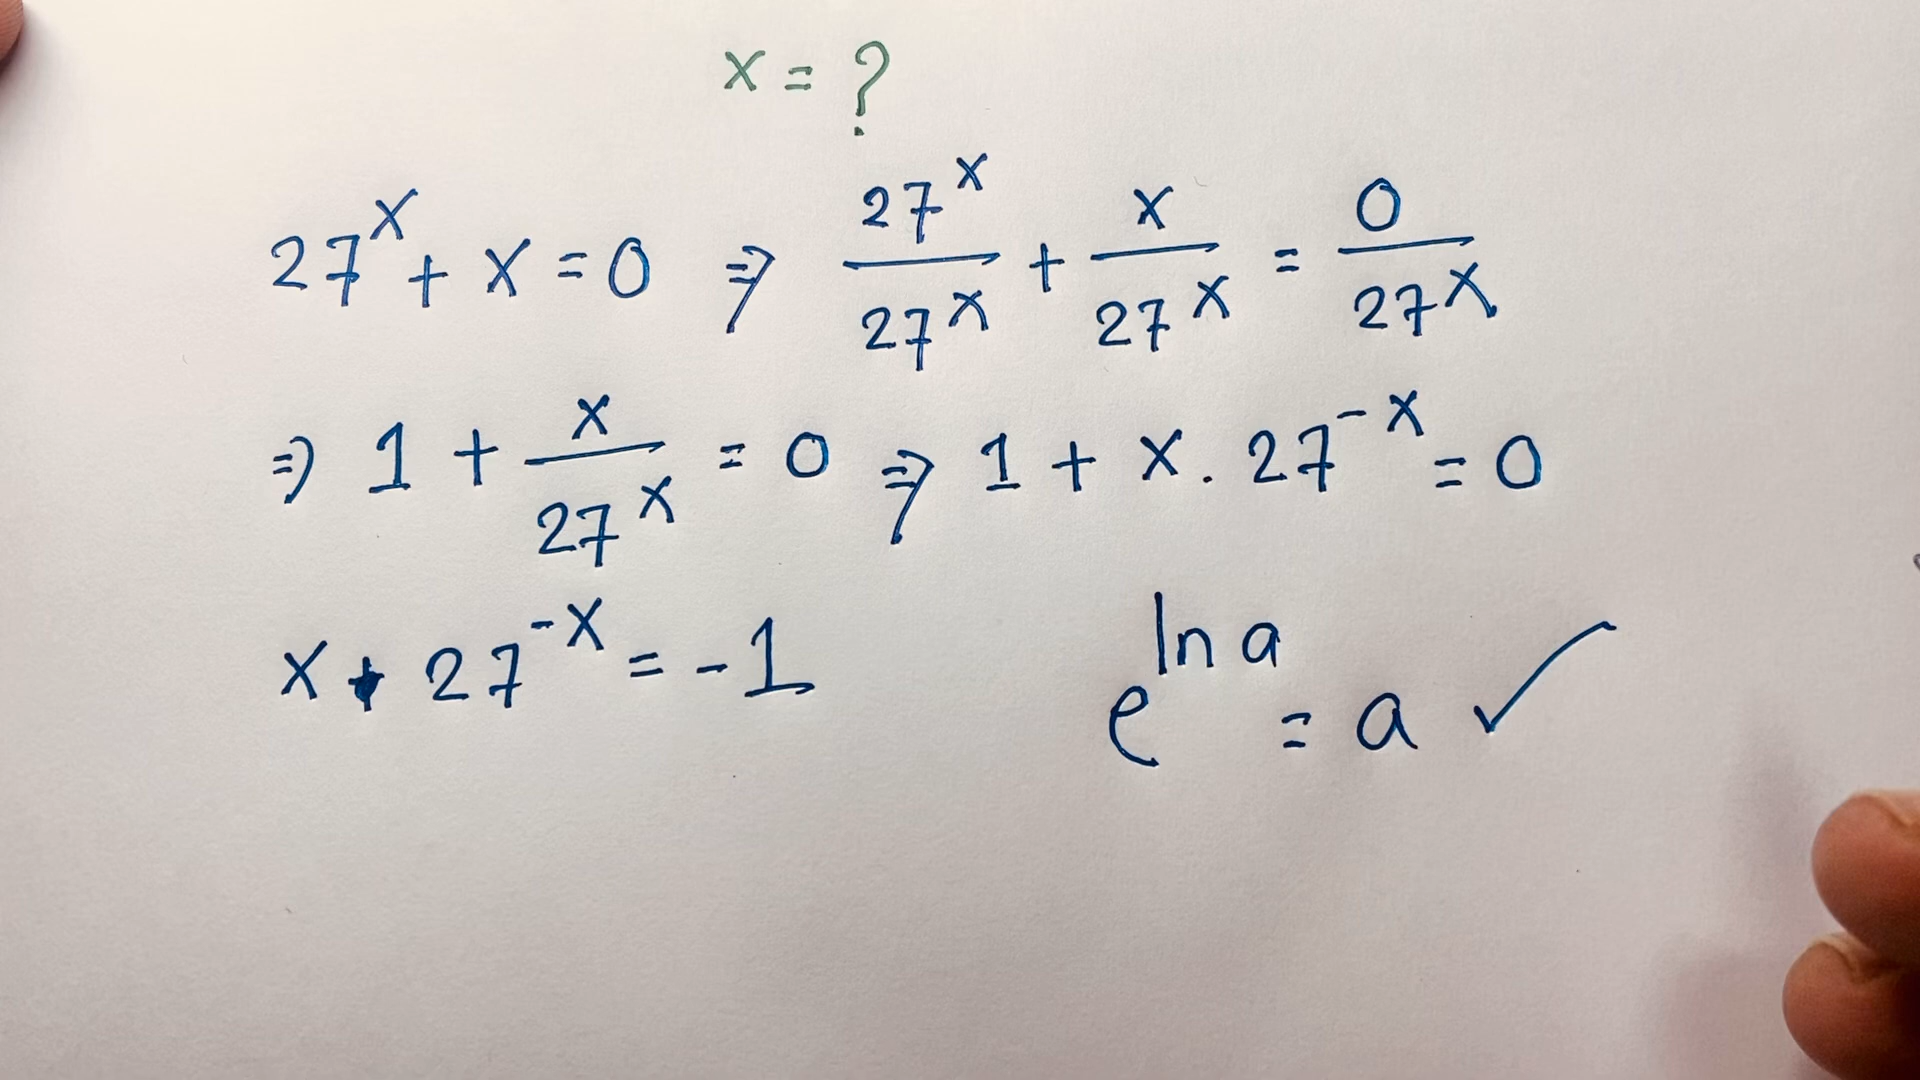 x = ?
27^x + x = 0 ⇒ 27^x/27^x + x/27^x = 0/27^x
⇒ 1 + x/27^x = 0 ⇒ 1 + x . 27^-x = 0
x . 27^-x = -1
e^ln a = a ✓